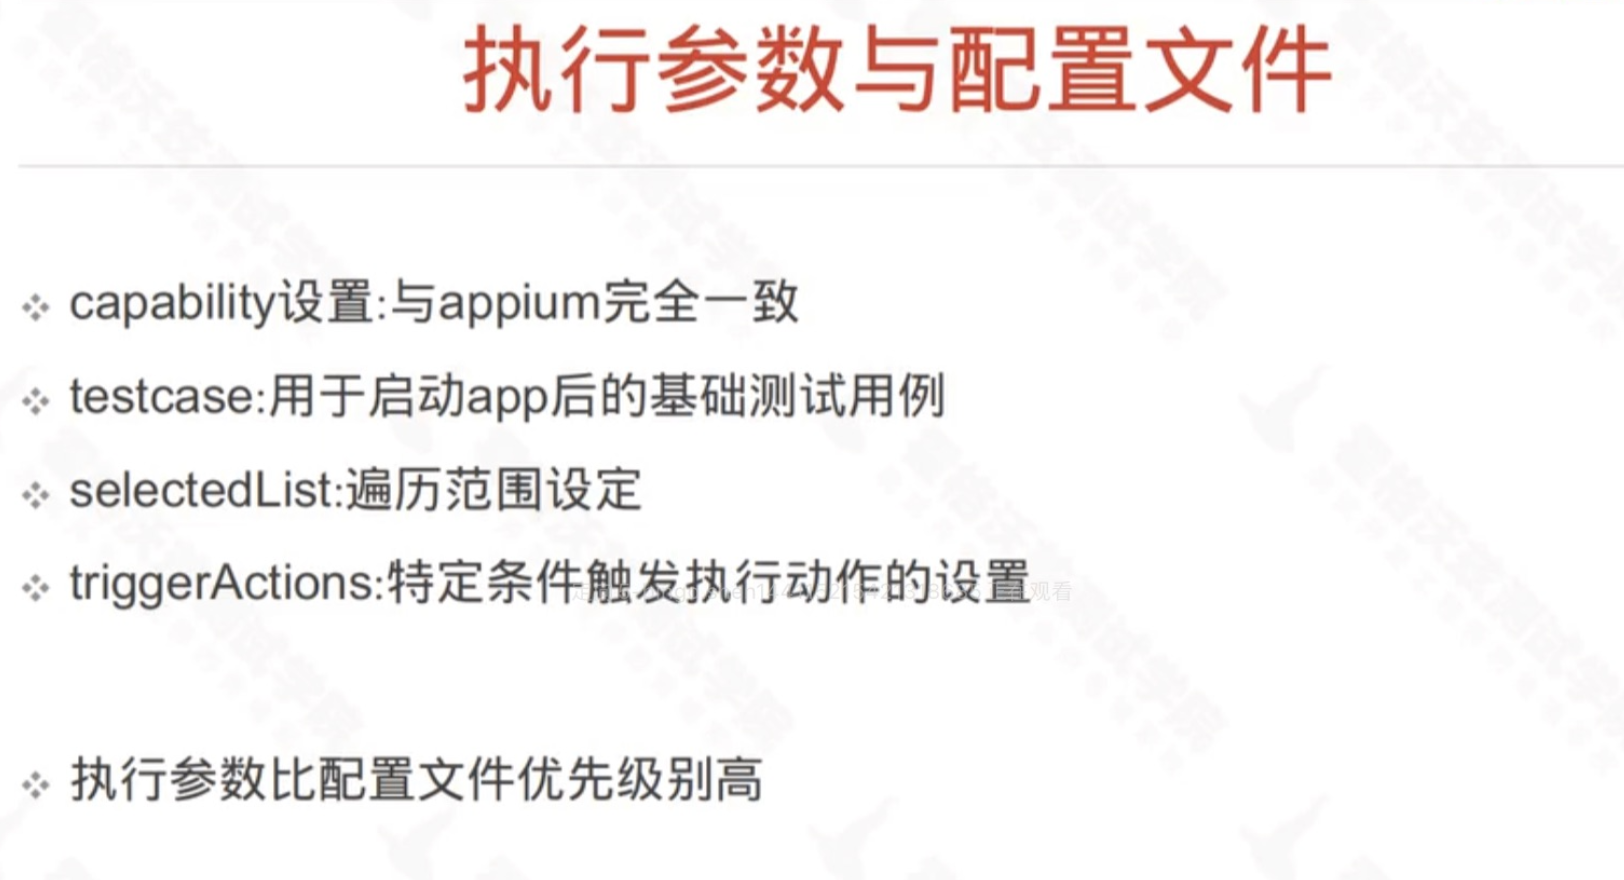 执行参数与配置文件
capability设置:与appium完全一致
testcase:用于启动app后的基础测试用例
selectedList:遍历范围设定
triggerActions:特定条件触发执行动作的设置
执行参数比配置文件优先级别高